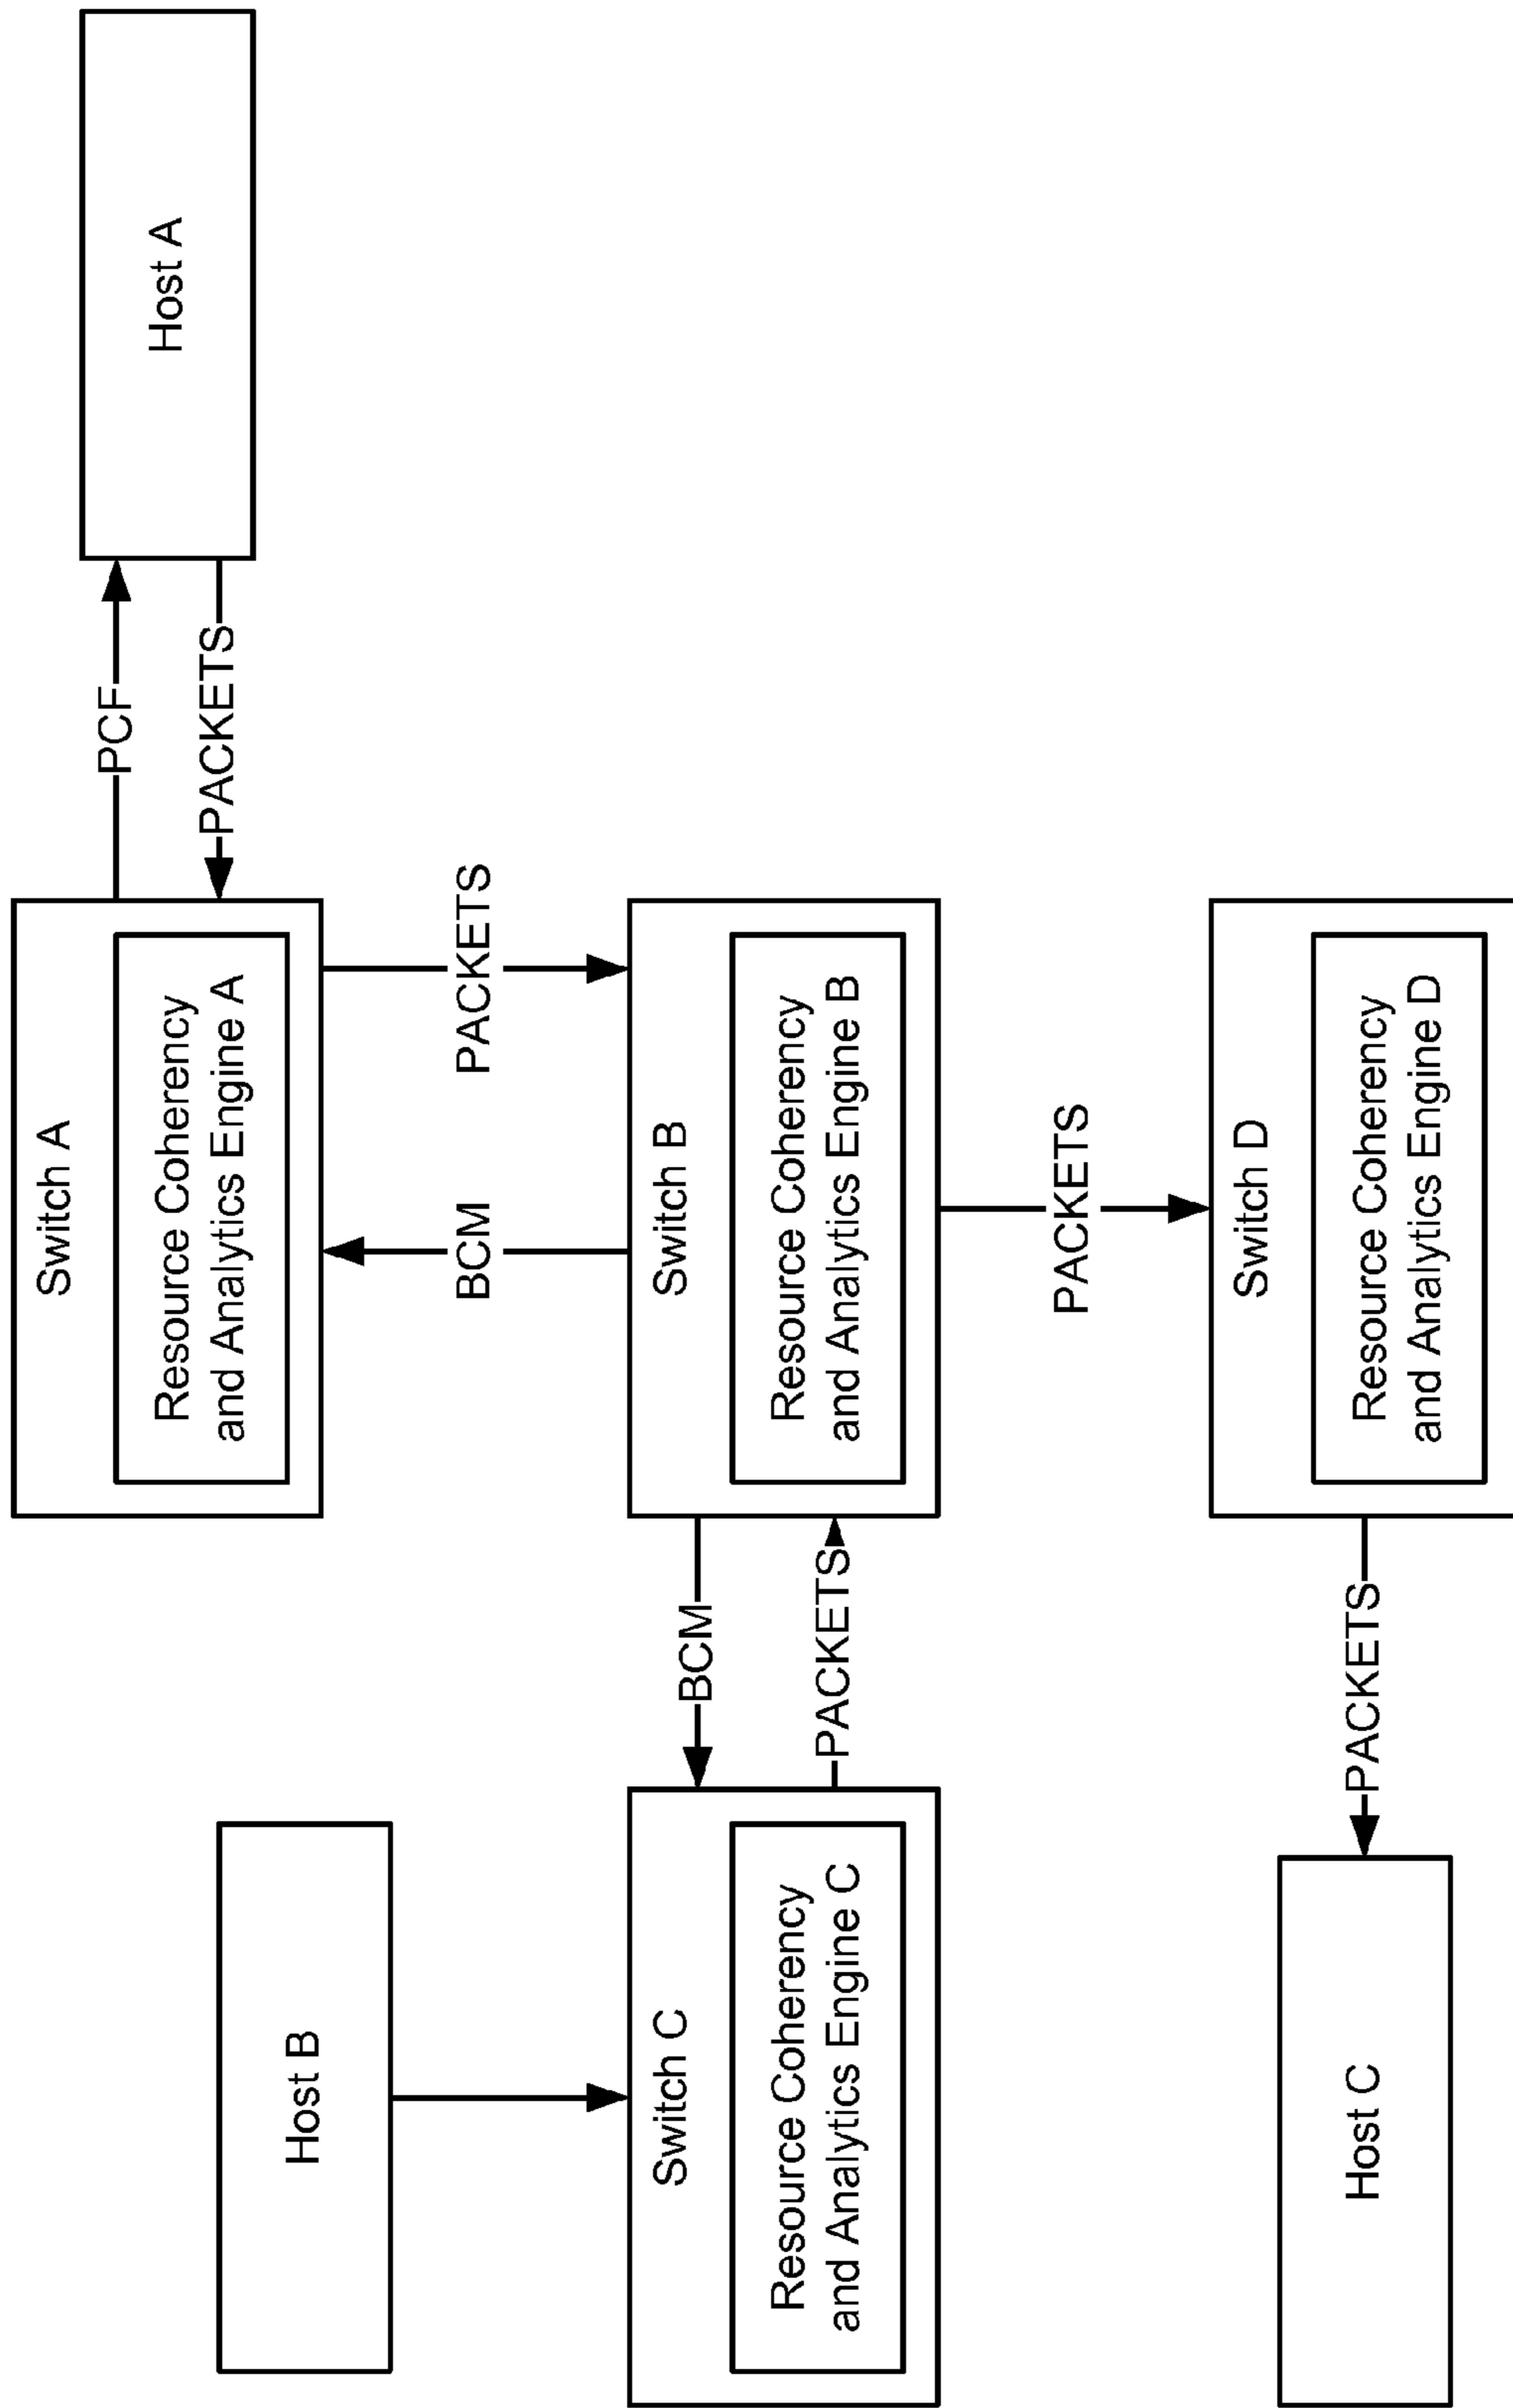 Switch A
Resource Coherency
and Analytics Engine A
PCF
PACKETS
Host A
Host B
BCM
PACKETS
Switch C
Resource Coherency
and Analytics Engine C
BCM
PACKETS
Switch B
Resource Coherency
and Analytics Engine B
PACKETS
Host C
PACKETS
Switch D
Resource Coherency
and Analytics Engine D